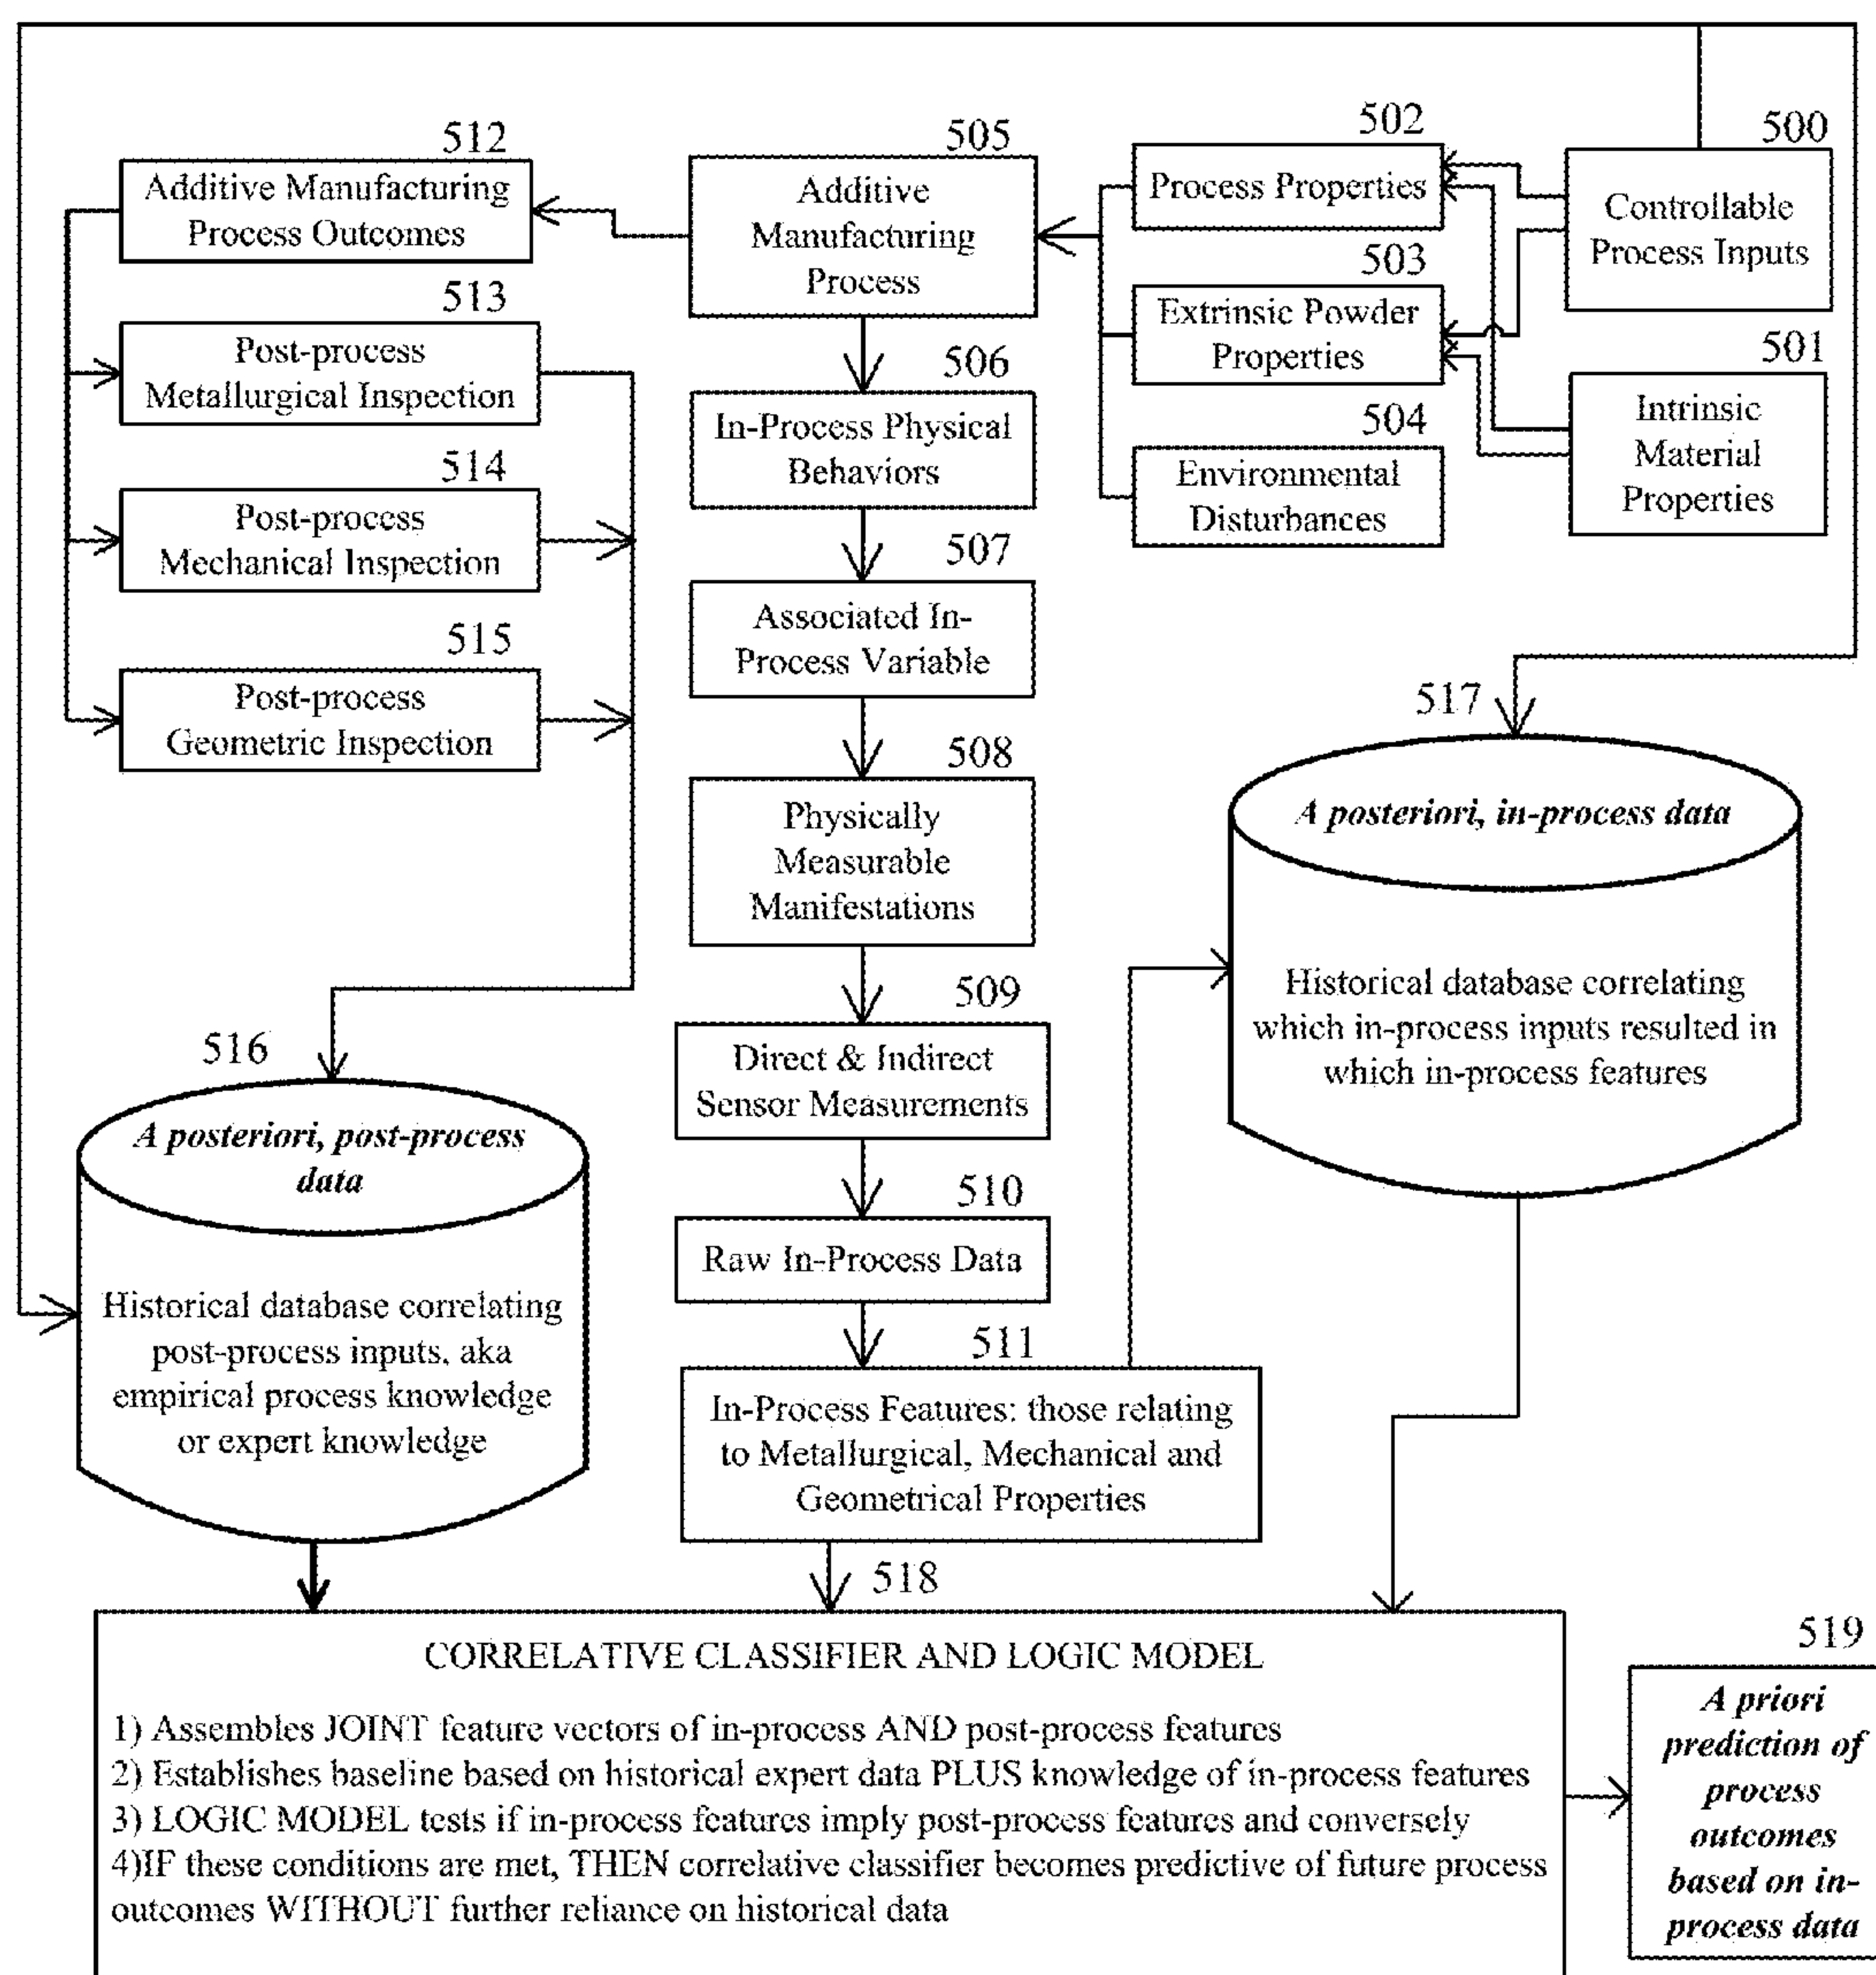 512
Additive Manufacturing
Process Outcomes
505
Additive
Manufacturing
Process
502
Process Properties
500
Controllable
Process Inputs
503
Extrinsic Powder
Properties
501
Intrinsic
Material
Properties
504
Environmental
Disturbances
513
Post-process
Metallurgical Inspection
514
Post-process
Mechanical Inspection
515
Post-process
Geometric Inspection
506
In-Process Physical
Behaviors
507
Associated In-
Process Variable
508
Physically
Measurable
Manifestations
509
Direct & Indirect
Sensor Measurements
510
Raw In-Process Data
511
In-Process Features: those relating
to Metallurgical, Mechanical and
Geometrical Properties
517
A posteriori, in-process data
Historical database correlating
which in-process inputs resulted in
which in-process features
516
A posteriori, post-process
data
Historical database correlating
post-process inputs, aka
empirical process knowledge
or expert knowledge
518
CORRELATIVE CLASSIFIER AND LOGIC MODEL
1) Assembles JOINT feature vectors of in-process AND post-process features
2) Establishes baseline based on historical expert data PLUS knowledge of in-process features
3) LOGIC MODEL tests if in-process features imply post-process features and conversely
4)IF these conditions are met, THEN correlative classifier becomes predictive of future process
outcomes WITHOUT further reliance on historical data
519
A priori
prediction of
process
outcomes
based on in-
process data